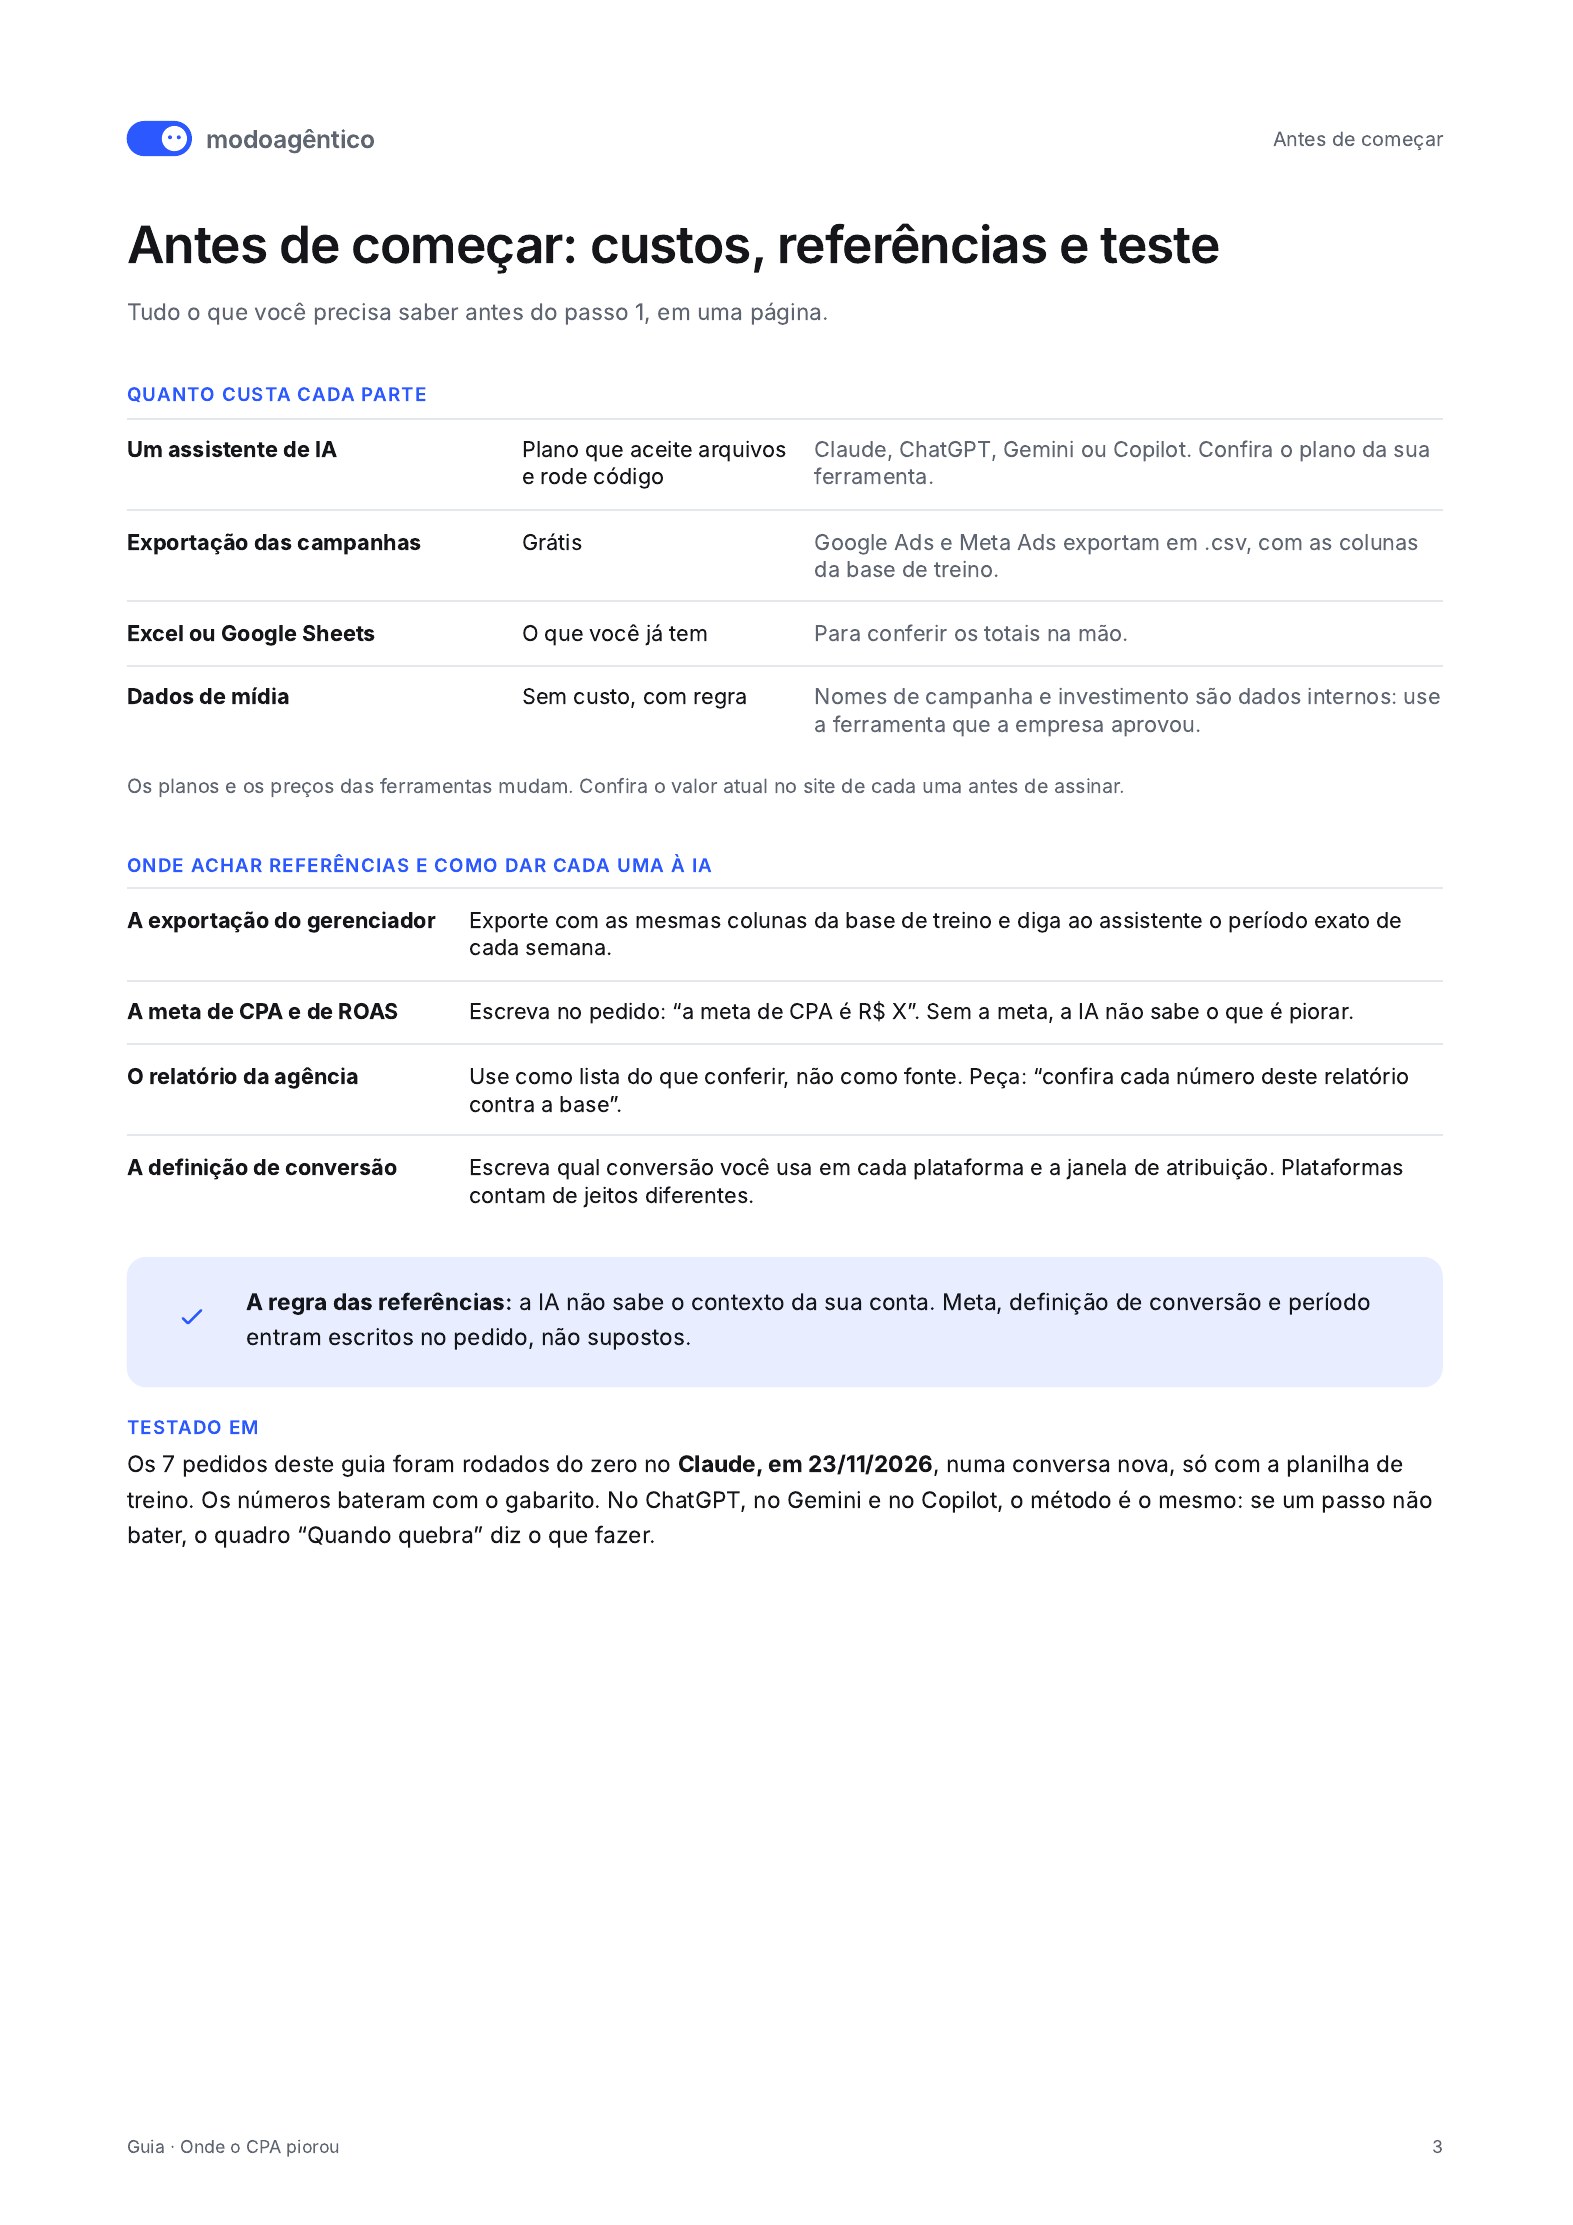 modoagêntico
Antes de começar
Antes de começar: custos, referências e teste
Tudo o que você precisa saber antes do passo 1, em uma página.
QUANTO CUSTA CADA PARTE
Um assistente de IA
Plano que aceite arquivos
e rode código
Claude, ChatGPT, Gemini ou Copilot. Confira o plano da sua
ferramenta.
Exportação das campanhas
Grátis
Google Ads e Meta Ads exportam em .csv, com as colunas
da base de treino.
Excel ou Google Sheets
O que você já tem
Para conferir os totais na mão.
Dados de mídia
Sem custo, com regra
Nomes de campanha e investimento são dados internos: use
a ferramenta que a empresa aprovou.
Os planos e os preços das ferramentas mudam. Confira o valor atual no site de cada uma antes de assinar.
ONDE ACHAR REFERÊNCIAS E COMO DAR CADA UMA À IA
A exportação do gerenciador
Exporte com as mesmas colunas da base de treino e diga ao assistente o período exato de
cada semana.
A meta de CPA e de ROAS
Escreva no pedido: “a meta de CPA é R$ X”. Sem a meta, a IA não sabe o que é piorar.
O relatório da agência
Use como lista do que conferir, não como fonte. Peça: “confira cada número deste relatório
contra a base”.
A definição de conversão
Escreva qual conversão você usa em cada plataforma e a janela de atribuição. Plataformas
contam de jeitos diferentes.
A regra das referências: a IA não sabe o contexto da sua conta. Meta, definição de conversão e período
entram escritos no pedido, não supostos.
TESTADO EM
Os 7 pedidos deste guia foram rodados do zero no Claude, em 23/11/2026, numa conversa nova, só com a planilha de
treino. Os números bateram com o gabarito. No ChatGPT, no Gemini e no Copilot, o método é o mesmo: se um passo não
bater, o quadro “Quando quebra” diz o que fazer.
Guia · Onde o CPA piorou
3